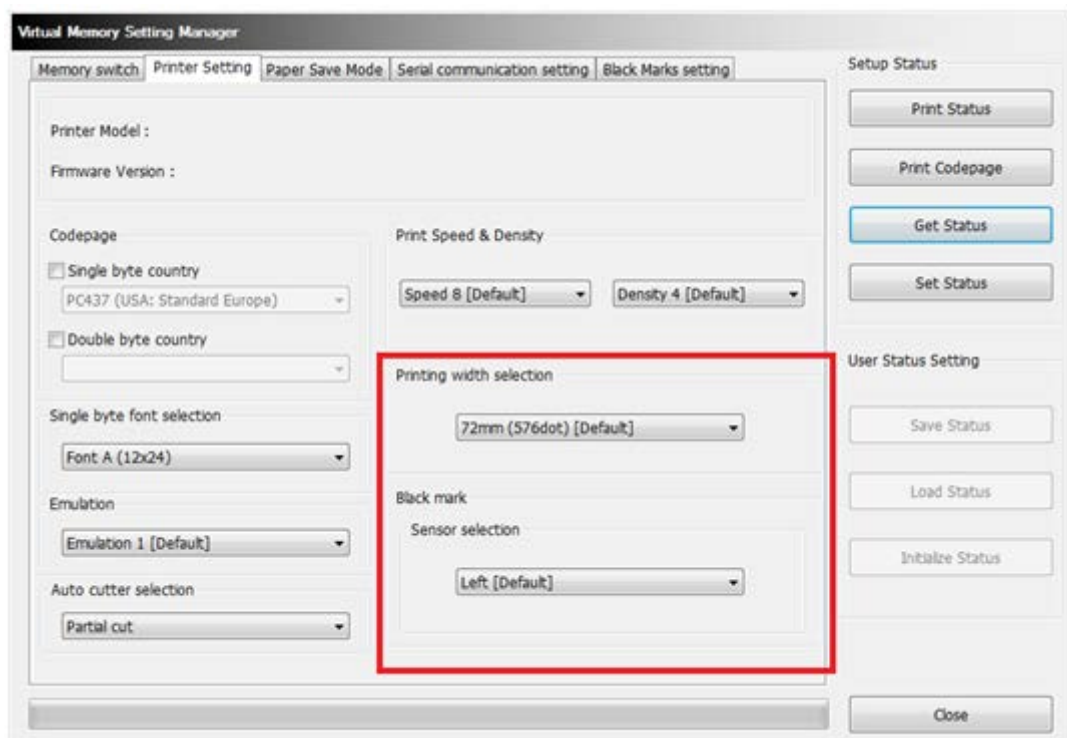 Virtual Memory Setting Manager
Memory switch Printer Setting Paper Save Mode Serial communication setting Black Marks setting
Printer Model :
Firmware Version :
Codepage
Single byte country
PC437 (USA: Standard Europe)
Double byte country
Single byte font selection
Font A (12x24)
Emulation
Emulation 1 [Default]
Auto cutter selection
Partial cut
Print Speed & Density
Speed 8 [Default] Density 4 [Default]
Printing width selection
72mm (576dot) [Default]
Black mark
Sensor selection
Left [Default]
Setup Status
Print Status
Print Codepage
Get Status
Set Status
User Status Setting
Save Status
Load Status
Initialize Status
Close